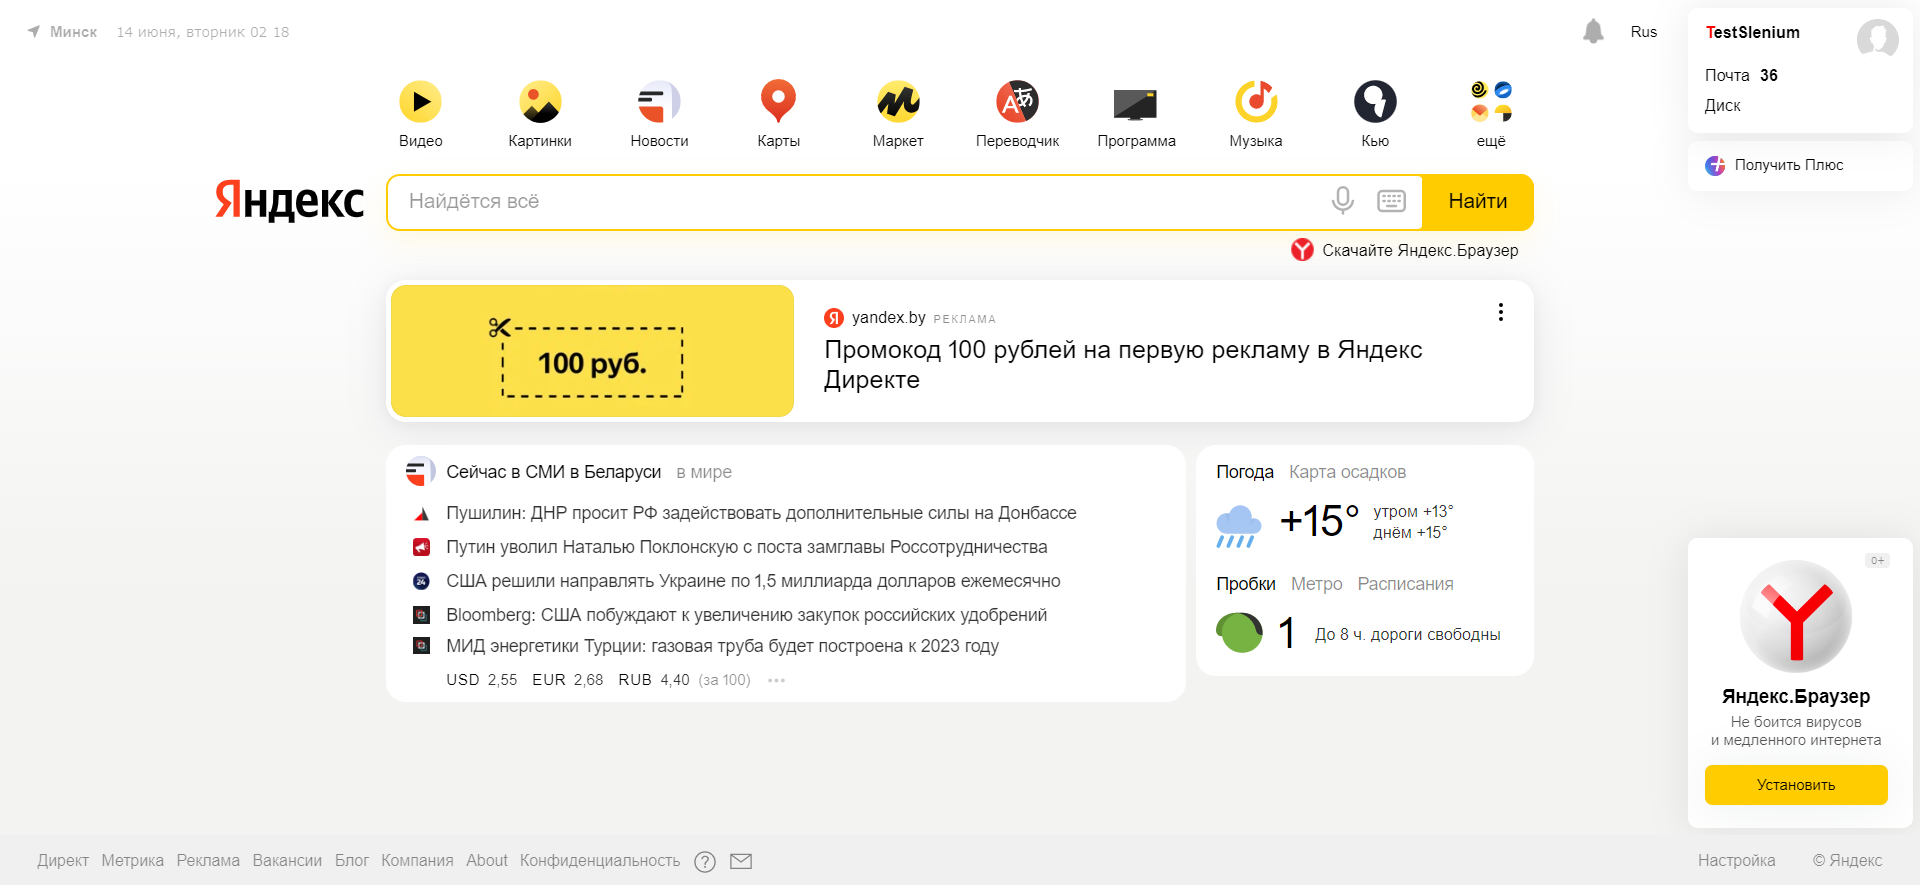 Минск 14 июня, вторник 02 18
Rus
TestSlenium
Почта 36
Диск
Получить Плюс
Видео Картинки Новости Карты Маркет Переводчик Программа Музыка Кью ещё
Яндекс Найдётся всё Найти
Скачайте Яндекс.Браузер
100 руб.
yandex.by РЕКЛАМА
Промокод 100 рублей на первую рекламу в Яндекс
Директе
Сейчас в СМИ в Беларуси в мире
Пушилин: ДНР просит РФ задействовать дополнительные силы на Донбассе
Путин уволил Наталью Поклонскую с поста замглавы Россотрудничества
США решили направлять Украине по 1,5 миллиарда долларов ежемесячно
Bloomberg: США побуждают к увеличению закупок российских удобрений
МИД энергетики Турции: газовая труба будет построена к 2023 году
USD 2,55 EUR 2,68 RUB 4,40 (за 100)
Погода Карта осадков
+15° утром +13°
днём +15°
Пробки Метро Расписания
1 До 8 ч. дороги свободны
0+
Яндекс.Браузер
Не боится вирусов
и медленного интернета
Установить
Директ Метрика Реклама Вакансии Блог Компания About Конфиденциальность
Настройка © Яндекс